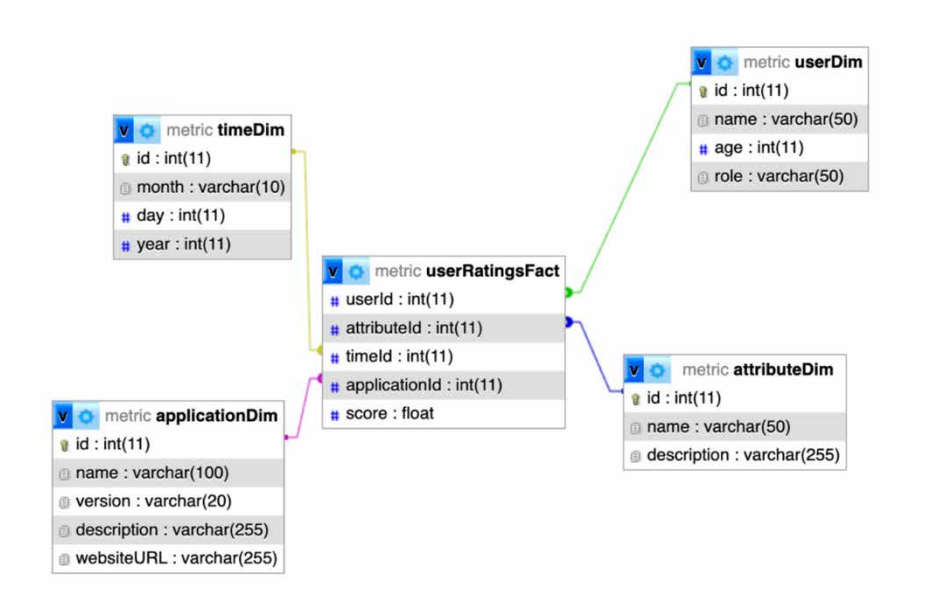 metric userDim
id : int(11)
name : varchar(50)
age : int(11)
role : varchar(50)
metric timeDim
id : int(11)
month : varchar(10)
day : int(11)
year : int(11)
metric userRatingsFact
userId : int(11)
attributeId : int(11)
timeId : int(11)
applicationId : int(11)
score : float
metric attributeDim
id : int(11)
name : varchar(50)
description : varchar(255)
metric applicationDim
id : int(11)
name : varchar(100)
version : varchar(20)
description : varchar(255)
websiteURL : varchar(255)